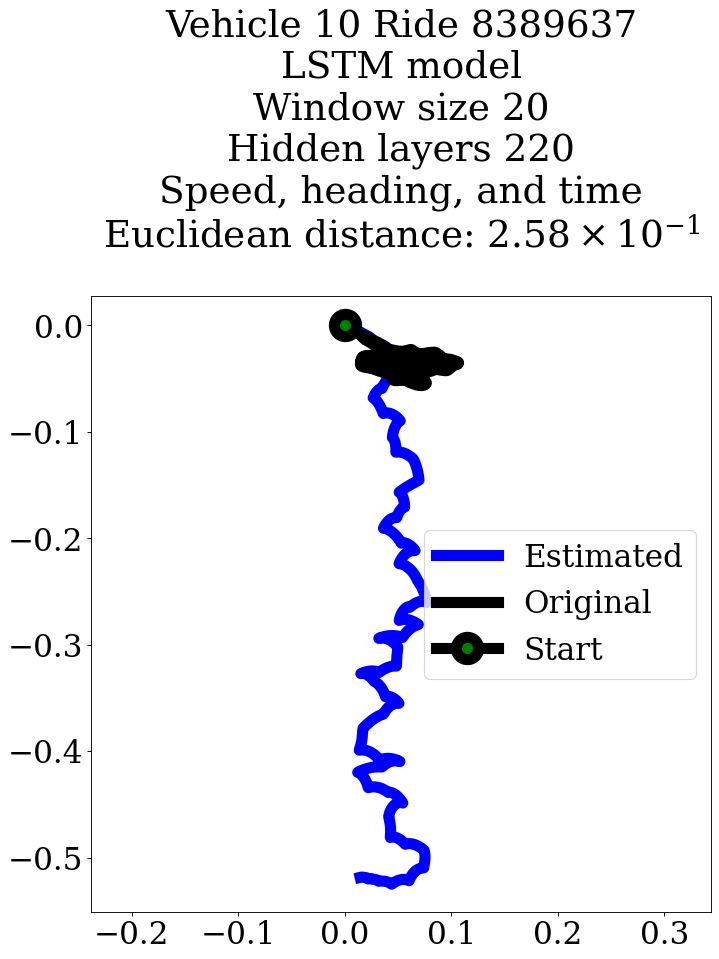 Vehicle 10 Ride 8389637
LSTM model
Window size 20
Hidden layers 220
Speed, heading, and time
Euclidean distance: 2.58 × 10⁻¹
0.0
−0.1
−0.2
−0.3
−0.4
−0.5
Estimated
Original
Start
−0.2 −0.1 0.0 0.1 0.2 0.3